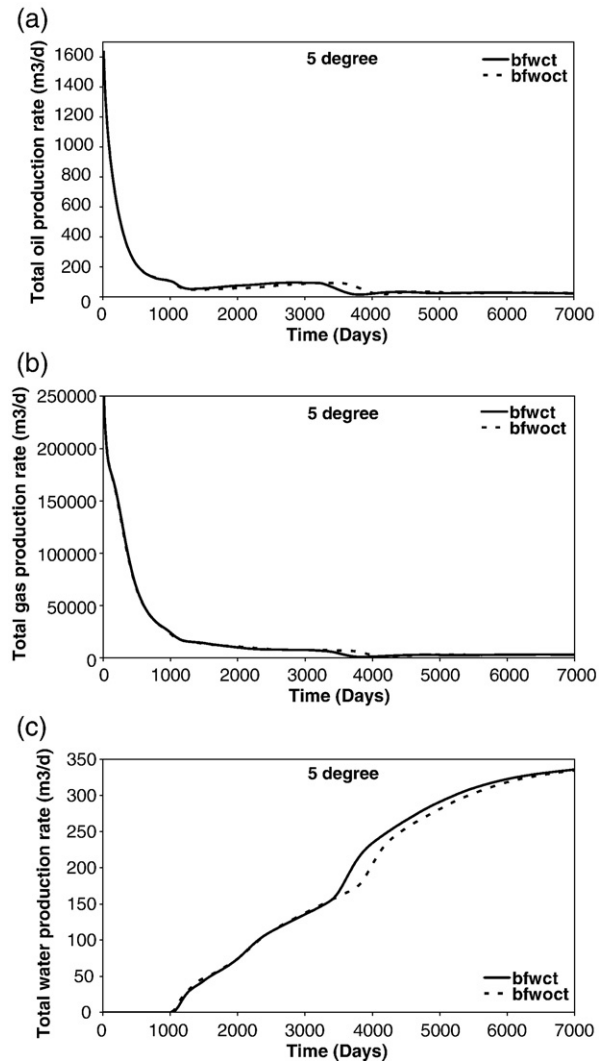 (a)
1600
1400
1200
1000
800
600
400
200
0
Total oil production rate (m3/d)
5 degree
bfwct
bfwoct
0 1000 2000 3000 4000 5000 6000 7000
Time (Days)
(b)
250000
200000
150000
100000
50000
0
Total gas production rate (m3/d)
5 degree
bfwct
bfwoct
0 1000 2000 3000 4000 5000 6000 7000
Time (Days)
(c)
350
300
250
200
150
100
50
0
Total water production rate (m3/d)
5 degree
bfwct
bfwoct
0 1000 2000 3000 4000 5000 6000 7000
Time (Days)